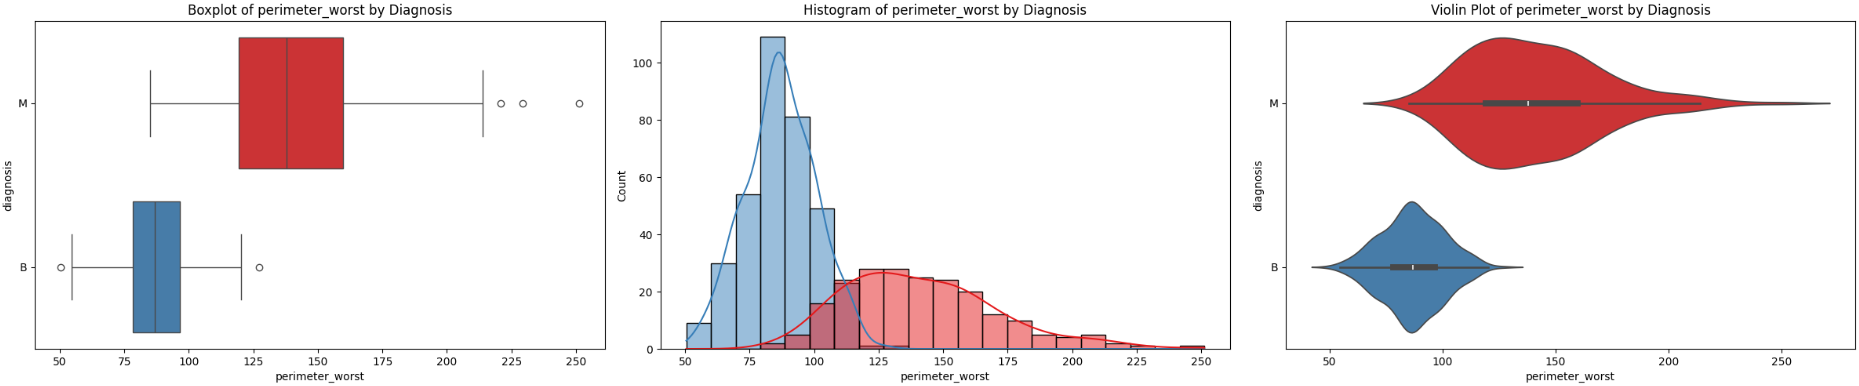 Boxplot of perimeter_worst by Diagnosis
diagnosis
M
B
50 75 100 125 150 175 200 225 250
perimeter_worst
Histogram of perimeter_worst by Diagnosis
Count
100
80
60
40
20
0
50 75 100 125 150 175 200 225 250
perimeter_worst
Violin Plot of perimeter_worst by Diagnosis
diagnosis
M
B
50 100 150 200 250
perimeter_worst